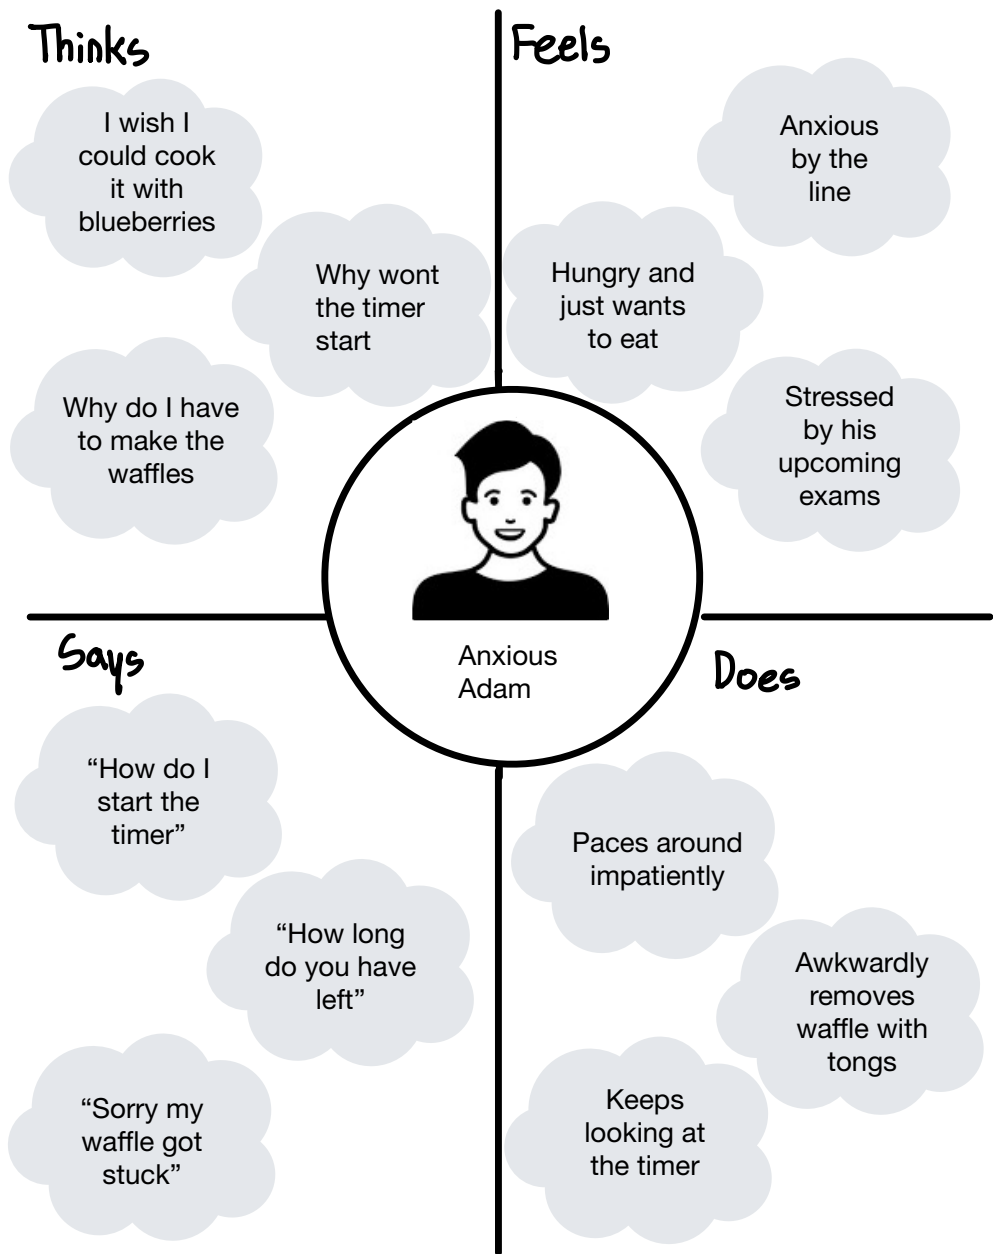 Thinks
I wish I
could cook
it with
blueberries
Why wont
the timer
start
Why do I have
to make the
waffles
Feels
Anxious
by the
line
Hungry and
just wants
to eat
Stressed
by his
upcoming
exams
Anxious
Adam
Says
“How do I
start the
timer”
“How long
do you have
left”
“Sorry my
waffle got
stuck”
Does
Paces around
impatiently
Awkwardly
removes
waffle with
tongs
Keeps
looking at
the timer